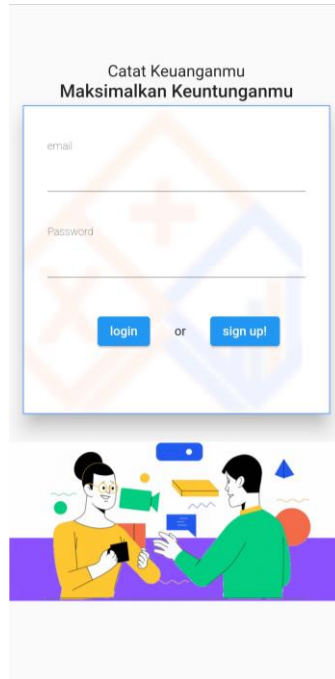 Catat Keuanganmu
Maksimalkan Keuntunganmu
email
Password
login or sign up!